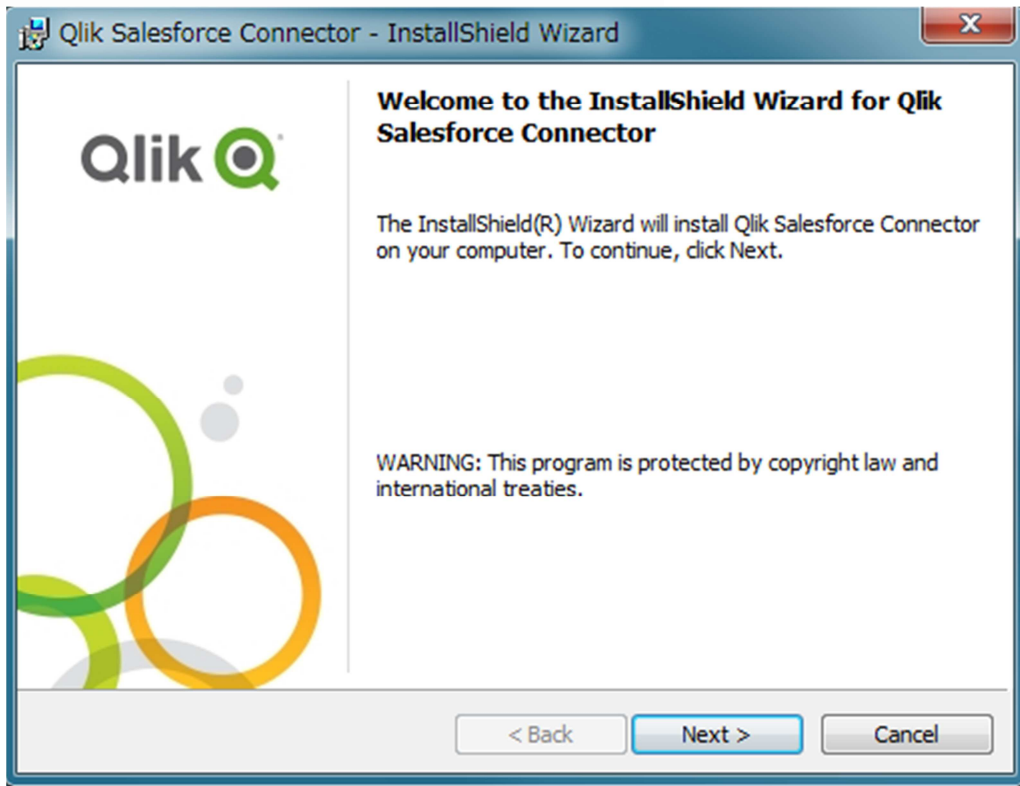 Qlik Salesforce Connector - InstallShield Wizard
Qlik
Welcome to the InstallShield Wizard for Qlik
Salesforce Connector
The InstallShield(R) Wizard will install Qlik Salesforce Connector
on your computer. To continue, click Next.
WARNING: This program is protected by copyright law and
international treaties.
< Back
Next >
Cancel